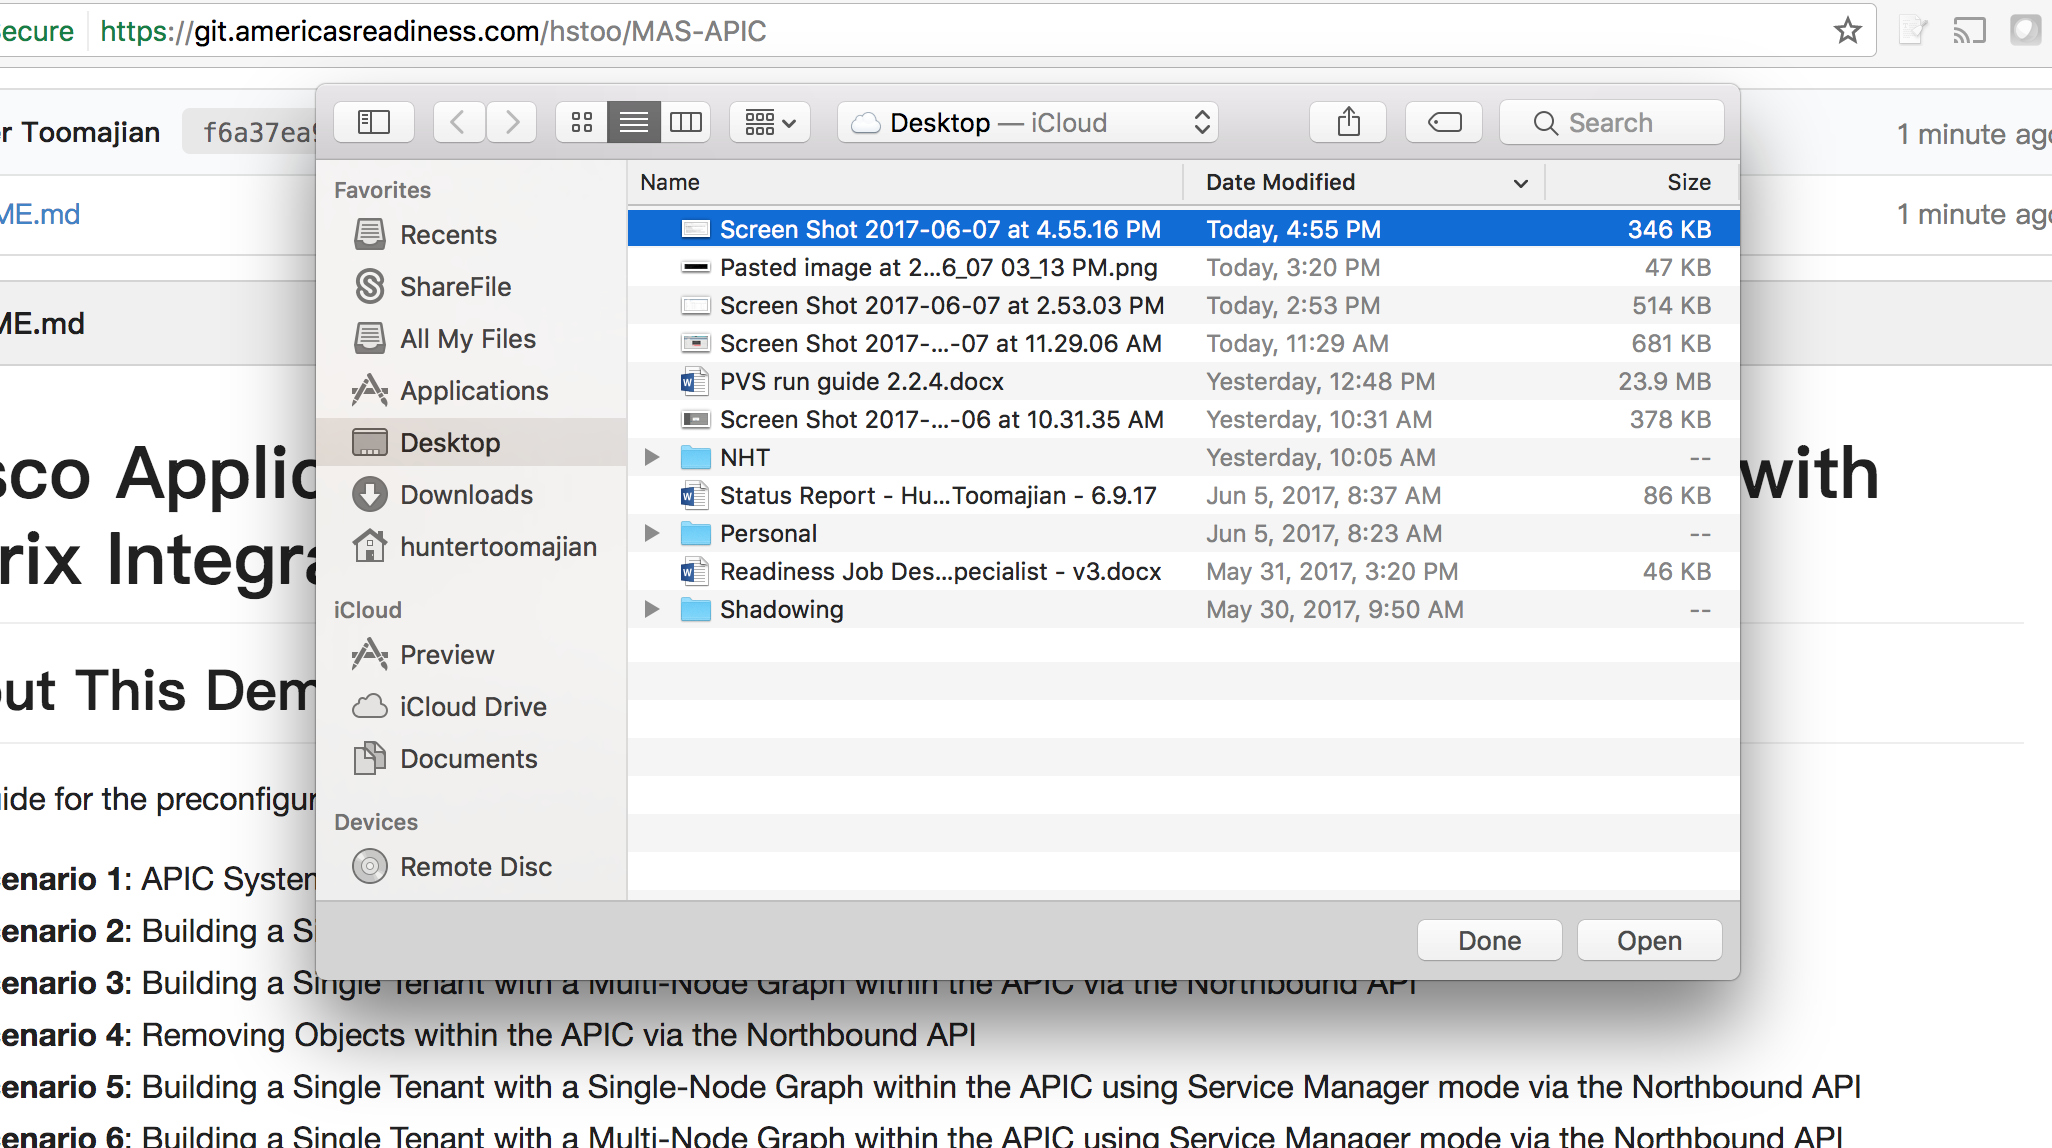 ecure https://git.americasreadiness.com/hstoo/MAS-APIC
r Toomajian f6a37ea9 1 minute ago
ME.md 1 minute ago
ME.md
sco Applic with
rix Integra
out This Dem
ide for the preconfigur
enario 1: APIC System
enario 2: Building a Si
enario 3: Building a Single Tenant with a Multi-Node Graph within the APIC via the Northbound API
enario 4: Removing Objects within the APIC via the Northbound API
enario 5: Building a Single Tenant with a Single-Node Graph within the APIC using Service Manager mode via the Northbound API
enario 6: Building a Single Tenant with a Multi-Node Graph within the APIC using Service Manager mode via the Northbound API
Desktop — iCloud Search
Favorites
Recents
ShareFile
All My Files
Applications
Desktop
Downloads
huntertoomajian
iCloud
Preview
iCloud Drive
Documents
Devices
Remote Disc
Name Date Modified Size
Screen Shot 2017-06-07 at 4.55.16 PM Today, 4:55 PM 346 KB
Pasted image at 2...6_07 03_13 PM.png Today, 3:20 PM 47 KB
Screen Shot 2017-06-07 at 2.53.03 PM Today, 2:53 PM 514 KB
Screen Shot 2017-...-07 at 11.29.06 AM Today, 11:29 AM 681 KB
PVS run guide 2.2.4.docx Yesterday, 12:48 PM 23.9 MB
Screen Shot 2017-...-06 at 10.31.35 AM Yesterday, 10:31 AM 378 KB
NHT Yesterday, 10:05 AM --
Status Report - Hu...Toomajian - 6.9.17 Jun 5, 2017, 8:37 AM 86 KB
Personal Jun 5, 2017, 8:23 AM --
Readiness Job Des...pecialist - v3.docx May 31, 2017, 3:20 PM 46 KB
Shadowing May 30, 2017, 9:50 AM --
Done Open